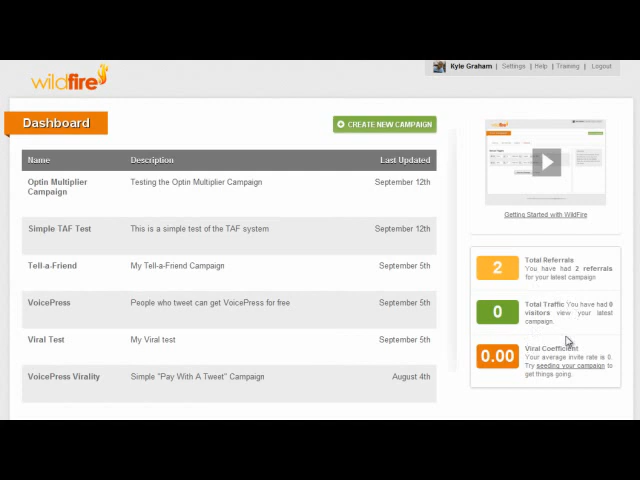 wildfire
Kyle Graham | Settings | Help | Training | Logout
Dashboard
CREATE NEW CAMPAIGN
Name Description Last Updated
Optin Multiplier Campaign Testing the Optin Multiplier Campaign September 12th
Simple TAF Test This is a simple test of the TAF system September 12th
Tell-a-Friend My Tell-a-Friend Campaign September 5th
VoicePress People who tweet can get VoicePress for free September 5th
Viral Test My Viral test September 5th
VoicePress Virality Simple "Pay With A Tweet" Campaign August 4th
wildfire
Getting Started with WildFire
2
Total Referrals
You have had 2 referrals
for your latest campaign
0
Total Traffic You have had 0
visitors view your latest
campaign.
0.00
Viral Coefficient
Your average invite rate is 0.
Try seeding your campaign to
get things going.